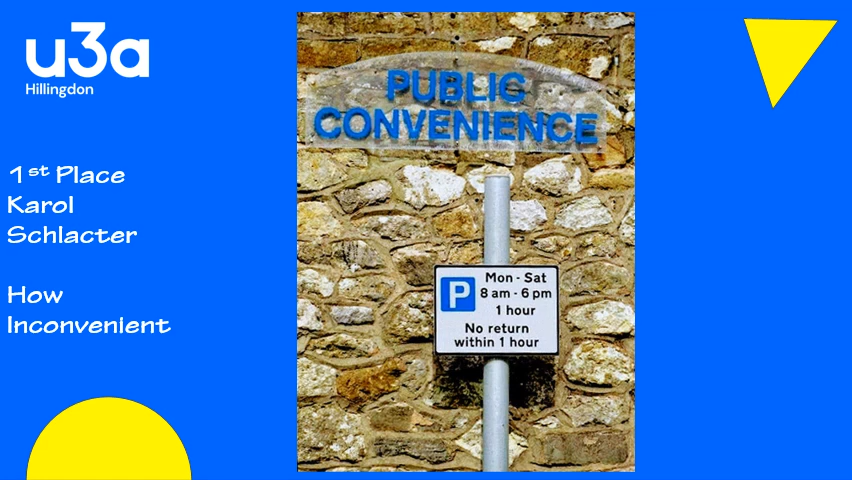 u3a
Hillingdon
1st Place
Karol
Schlacter
How
Inconvenient
PUBLIC
CONVENIENCE
P
Mon - Sat
8 am - 6 pm
1 hour
No return
within 1 hour